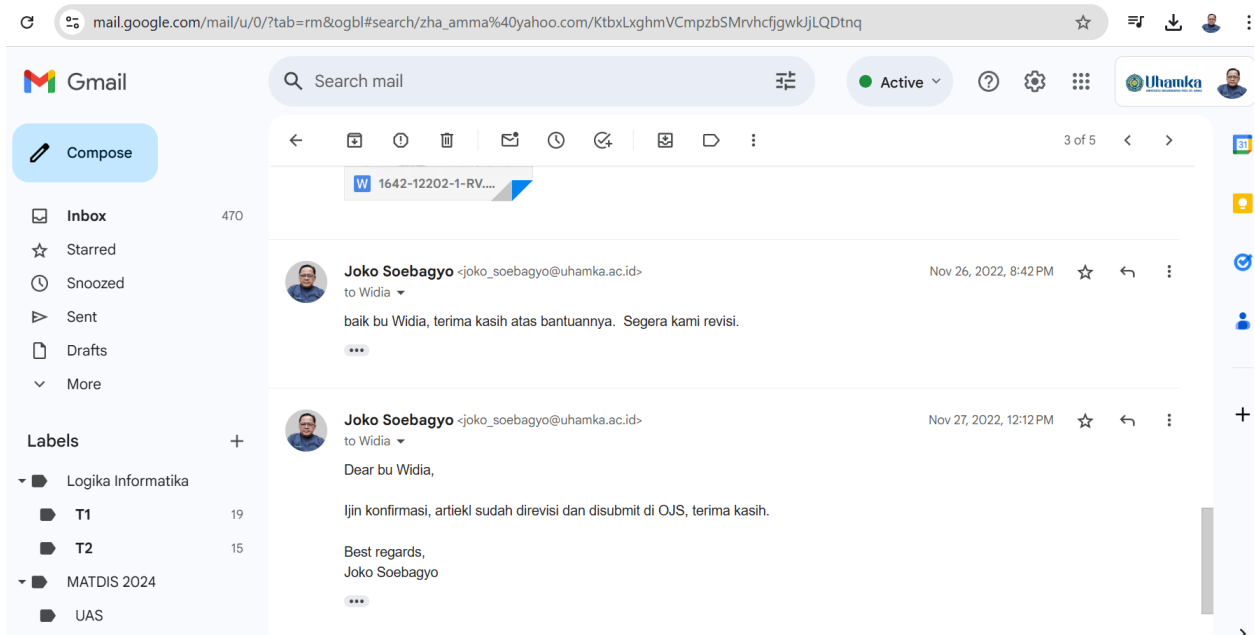 mail.google.com/mail/u/0/?tab=rm&ogbl#search/zha_amma%40yahoo.com/KtbxLxghmVCmpzbSMrvhcfjgwkJjLQDtnq
Gmail
Search mail
Active
Uhamka
Compose
3 of 5
31
W 1642-12202-1-RV....
Inbox 470
Starred
Snoozed
Sent
Drafts
More
Joko Soebagyo <joko_soebagyo@uhamka.ac.id> Nov 26, 2022, 8:42 PM
to Widia
baik bu Widia, terima kasih atas bantuannya. Segera kami revisi.
Joko Soebagyo <joko_soebagyo@uhamka.ac.id> Nov 27, 2022, 12:12 PM
to Widia
Dear bu Widia,
Ijin konfirmasi, artiekl sudah direvisi dan disubmit di OJS, terima kasih.
Best regards,
Joko Soebagyo
Labels
Logika Informatika
T1 19
T2 15
MATDIS 2024
UAS